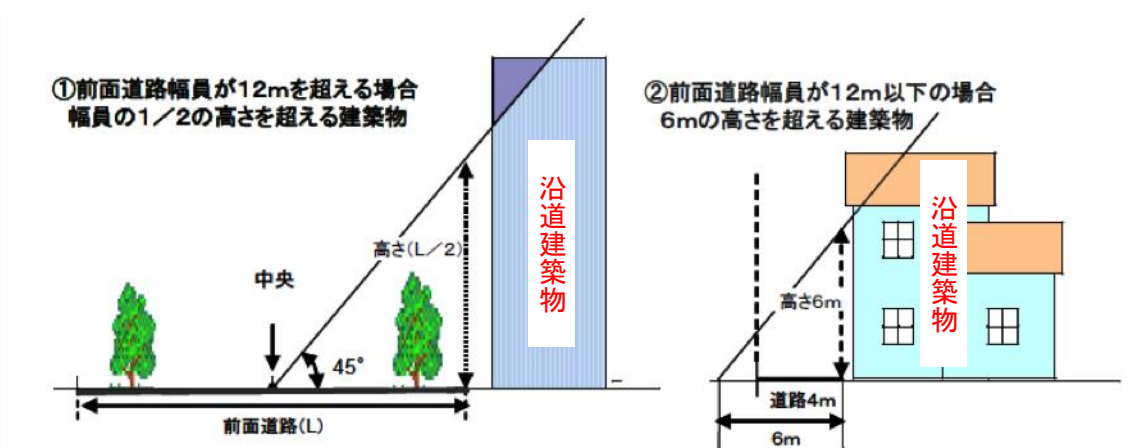 ①前面道路幅員が12mを超える場合
幅員の1/2の高さを超える建築物
中央
45°
高さ(L/2)
沿道建築物
前面道路(L)
②前面道路幅員が12m以下の場合
6mの高さを超える建築物
沿道建築物
高さ6m
道路4m
6m